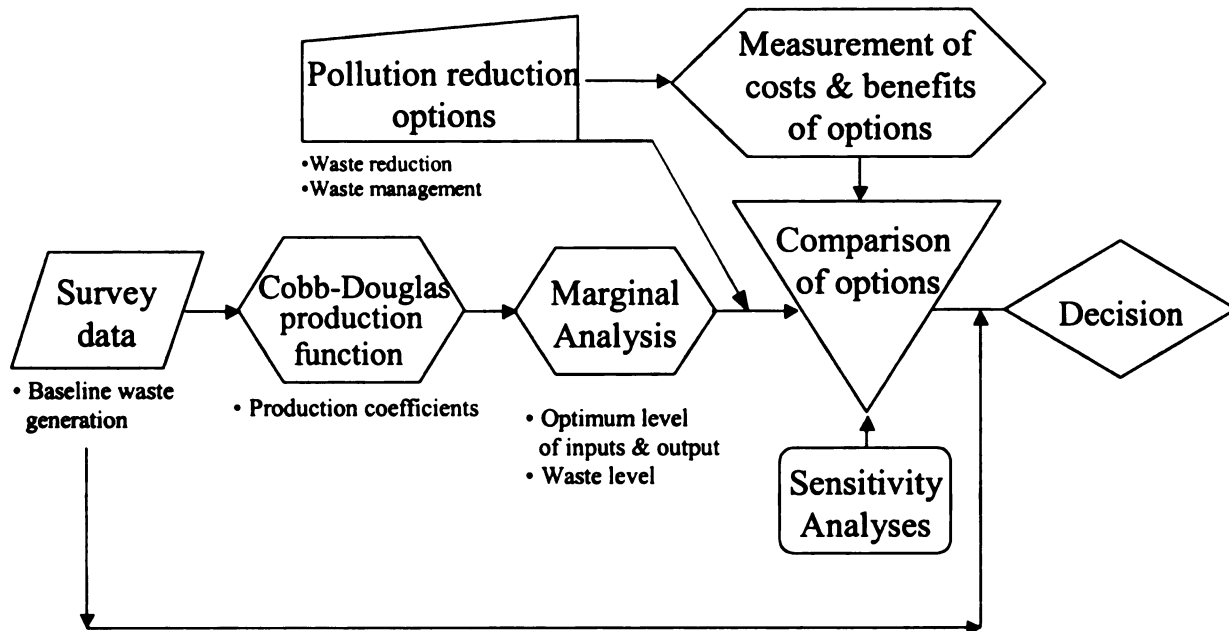 Pollution reduction
options
•Waste reduction
•Waste management
Measurement of
costs & benefits
of options
Survey
data
• Baseline waste
generation
Cobb-Douglas
production
function
• Production coefficients
Marginal
Analysis
• Optimum level
of inputs & output
• Waste level
Comparison
of options
Sensitivity
Analyses
Decision